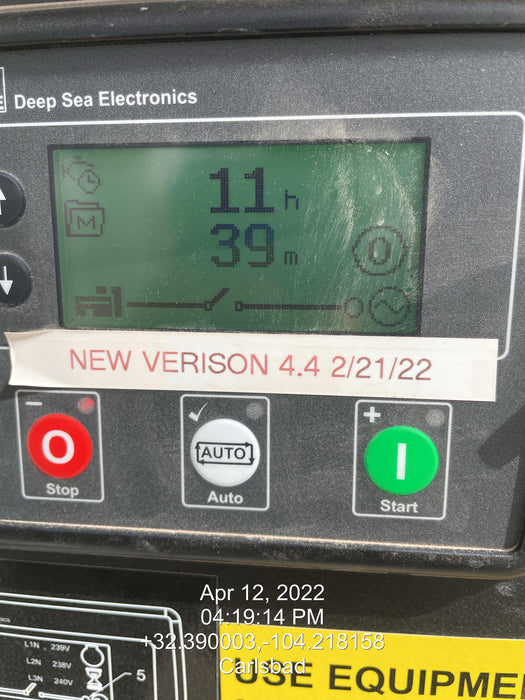 Deep Sea Electronics
11 h
M
39 m
0
NEW VERISON 4.4 2/21/22
O
AUTO
I
Stop
Auto
Start
Apr 12, 2022
04:19:14 PM
+32.390003,-104.218158
Carlsbad
L1N 239V
L2N 238V
L3N 240V
5
USE EQUIPME